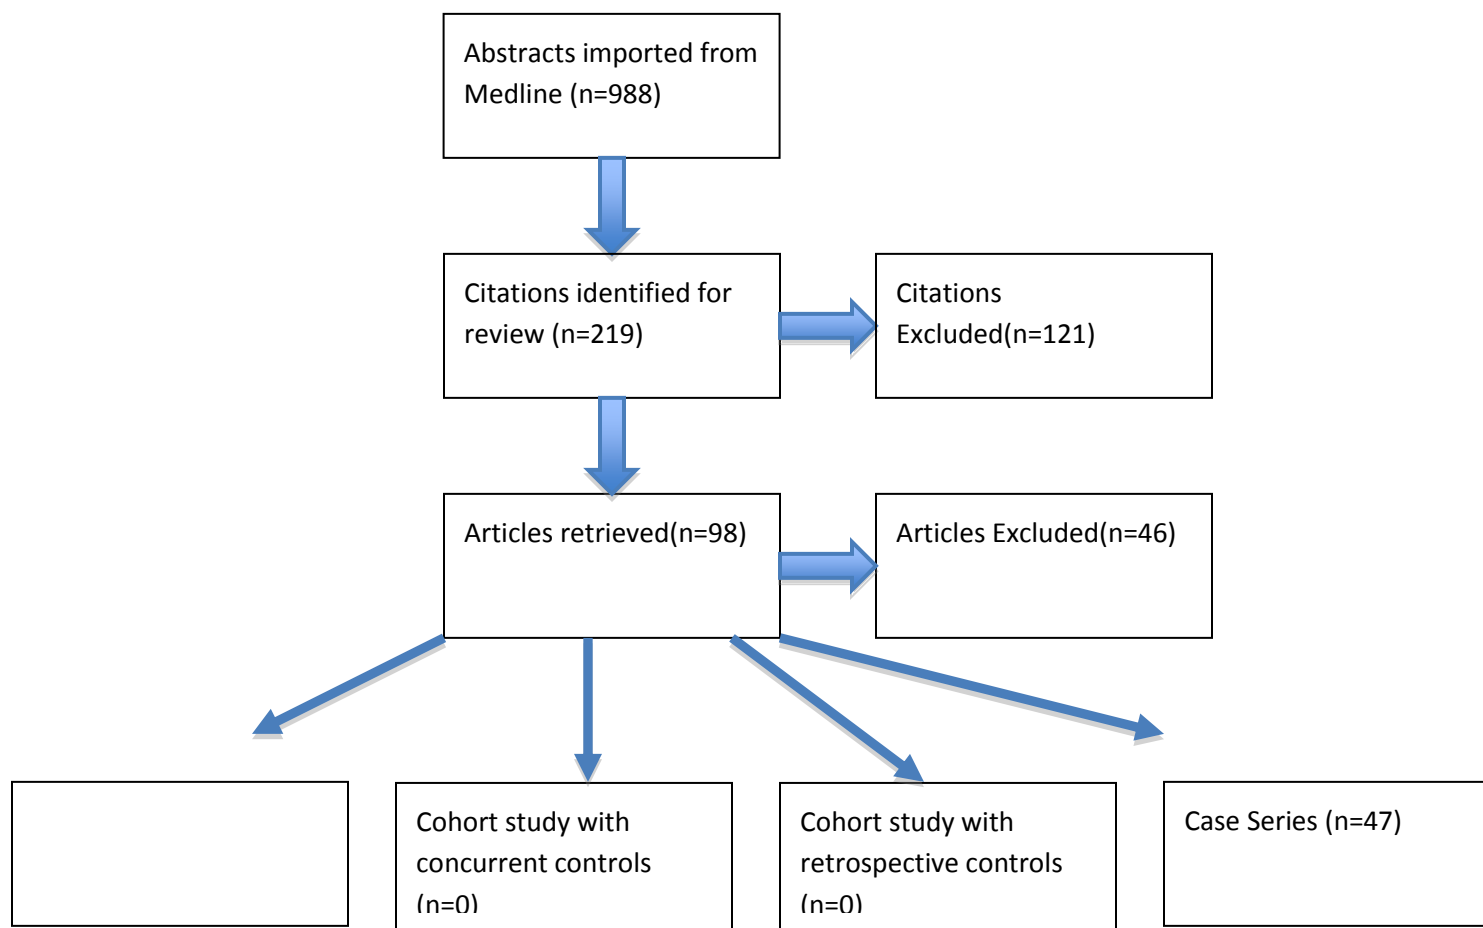 Abstracts imported from
Medline (n=988)
Citations identified for
review (n=219)
Citations
Excluded(n=121)
Articles retrieved(n=98)
Articles Excluded(n=46)
Cohort study with
concurrent controls
(n=0)
Cohort study with
retrospective controls
(n=0)
Case Series (n=47)